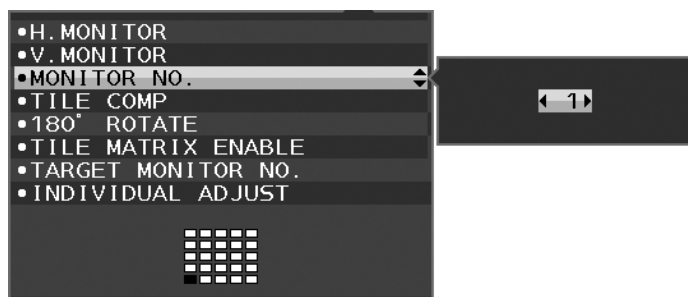 •H.MONITOR
•V.MONITOR
•MONITOR NO.
1
•TILE COMP
•180° ROTATE
•TILE MATRIX ENABLE
•TARGET MONITOR NO.
•INDIVIDUAL ADJUST